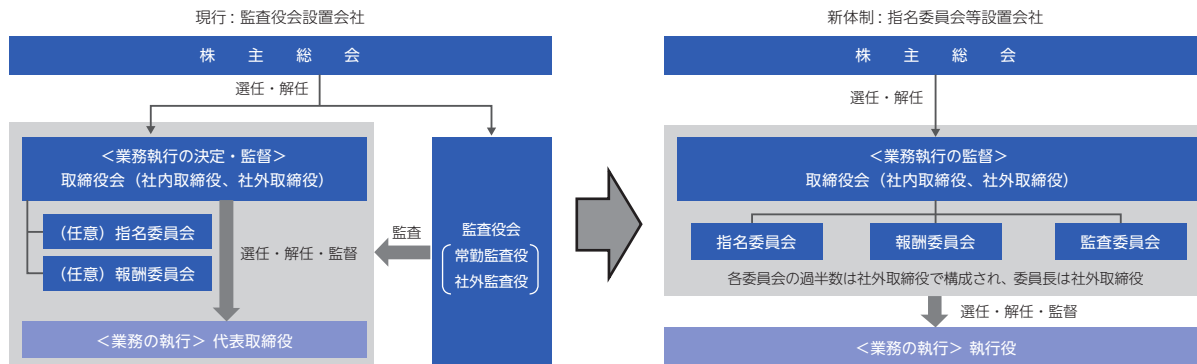 現行：監査役会設置会社
株主総会
選任・解任
＜業務執行の決定・監督＞
取締役会（社内取締役、社外取締役）
（任意）指名委員会
（任意）報酬委員会
選任・解任・監督
＜業務の執行＞ 代表取締役
監査
監査役会
常勤監査役
社外監査役
新体制：指名委員会等設置会社
株主総会
選任・解任
＜業務執行の監督＞
取締役会（社内取締役、社外取締役）
指名委員会
報酬委員会
監査委員会
各委員会の過半数は社外取締役で構成され、委員長は社外取締役
選任・解任・監督
＜業務の執行＞ 執行役